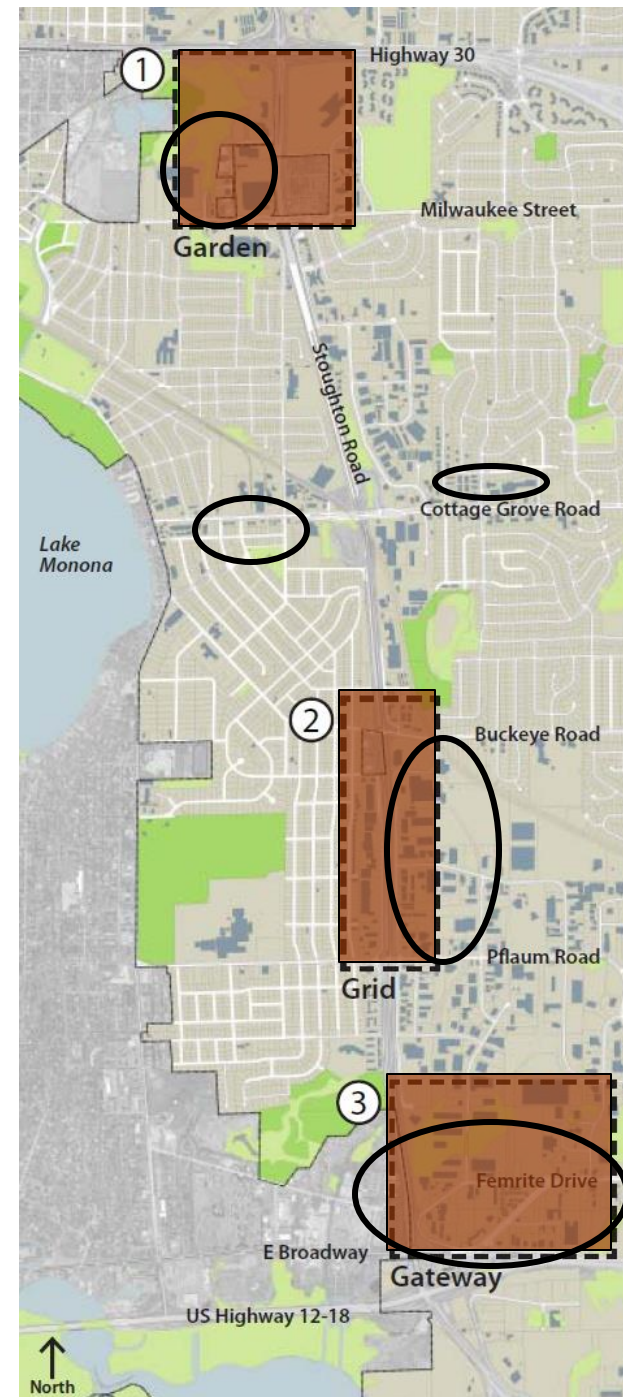 Highway 30
1
Milwaukee Street
Garden
Stoughton Road
Cottage Grove Road
Lake
Monona
2
Buckeye Road
Pflaum Road
Grid
3
Femrite Drive
E Broadway
Gateway
US Highway 12-18
North